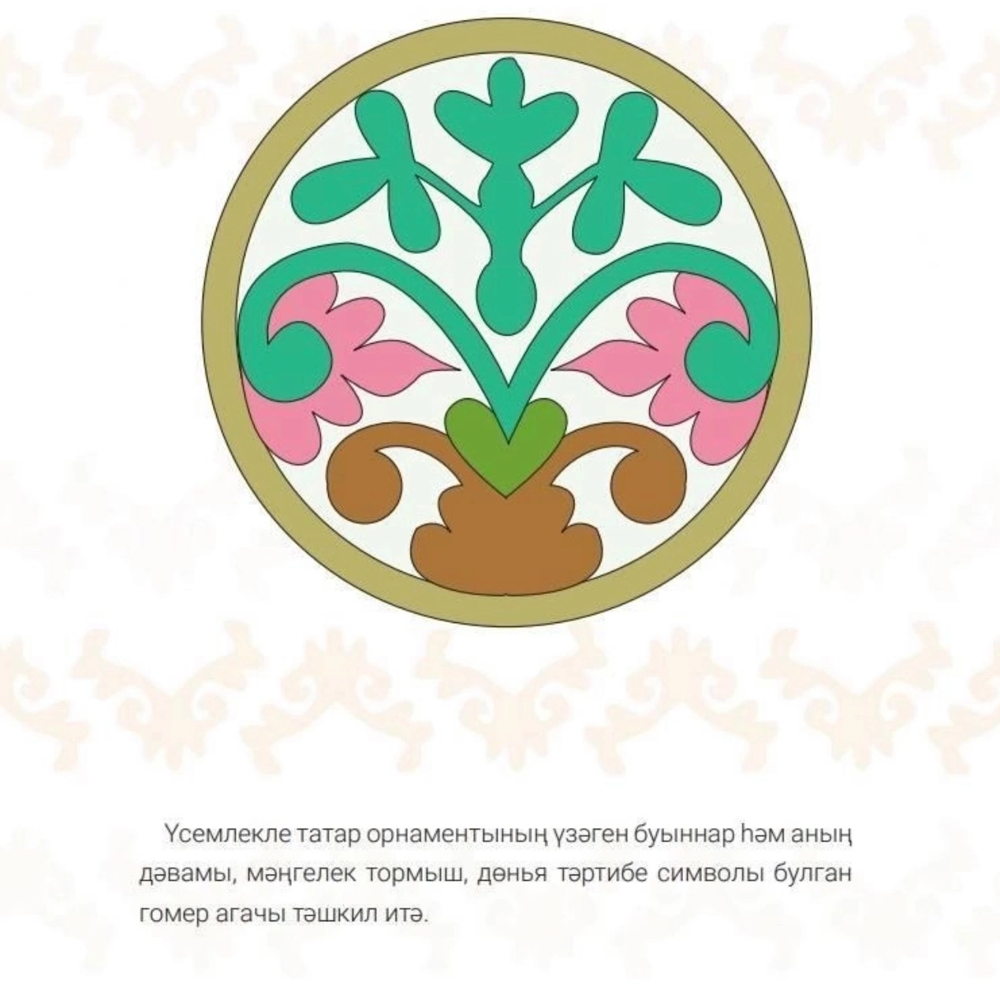 Үсемлекле татар орнаментының үзәген буыннар һәм аның
дәвамы, мәңгелек тормыш, дөнья тәртибе символы булган
гомер агачы тәшкил итә.